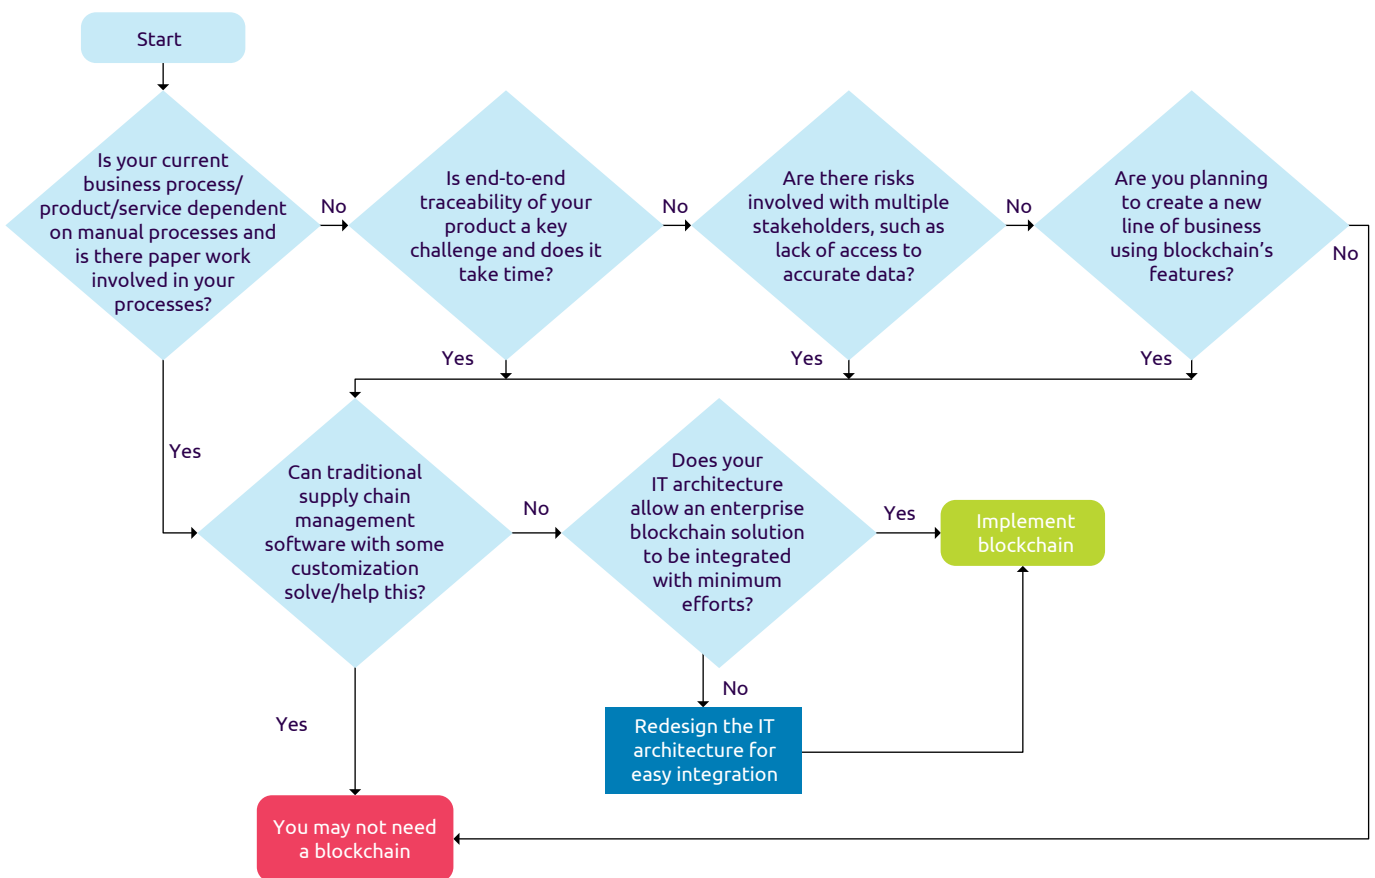 Start
Is your current
business process/
product/service dependent
on manual processes and
is there paper work
involved in your
processes?
No
Is end-to-end
traceability of your
product a key
challenge and does it
take time?
No
Are there risks
involved with multiple
stakeholders, such as
lack of access to
accurate data?
No
Are you planning
to create a new
line of business
using blockchain's
features?
No
Yes
Yes
Yes
Yes
Can traditional
supply chain
management
software with some
customization
solve/help this?
No
Does your
IT architecture
allow an enterprise
blockchain solution
to be integrated
with minimum
efforts?
Yes
Implement
blockchain
No
Yes
Redesign the IT
architecture for
easy integration
You may not need
a blockchain